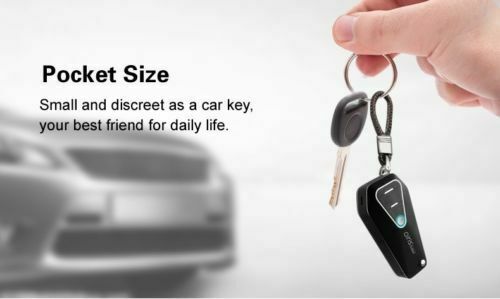 Pocket Size
Small and discreet as a car key,
your best friend for daily life.